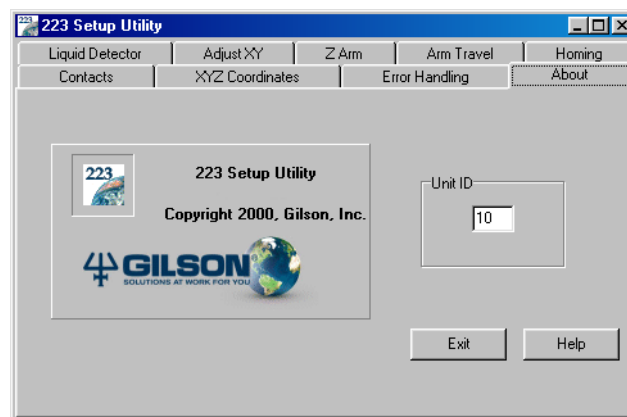 223 223 Setup Utility
Liquid Detector Adjust XY Z Arm Arm Travel Homing
Contacts XYZ Coordinates Error Handling About
223
223 Setup Utility
Copyright 2000, Gilson, Inc.
GILSON
SOLUTIONS AT WORK FOR YOU
Unit ID
10
Exit Help